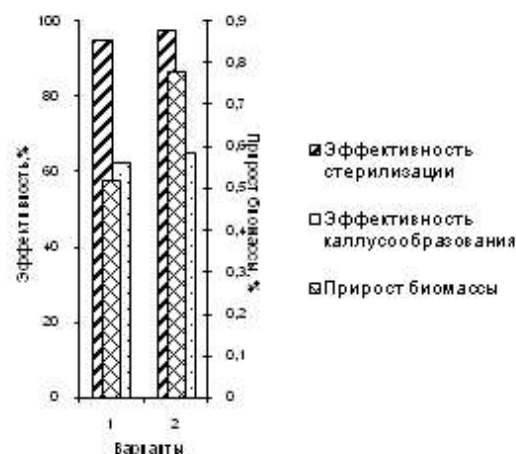 100
80
60
40
20
0
Эффективность,%
0,9
0,8
0,7
0,6
0,5
0,4
0,3
0,2
0,1
0
Прирост биомассы, %
1
2
Варианты
Эффективность
стерилизации
Эффективность
каллусообразования
Прирост биомассы